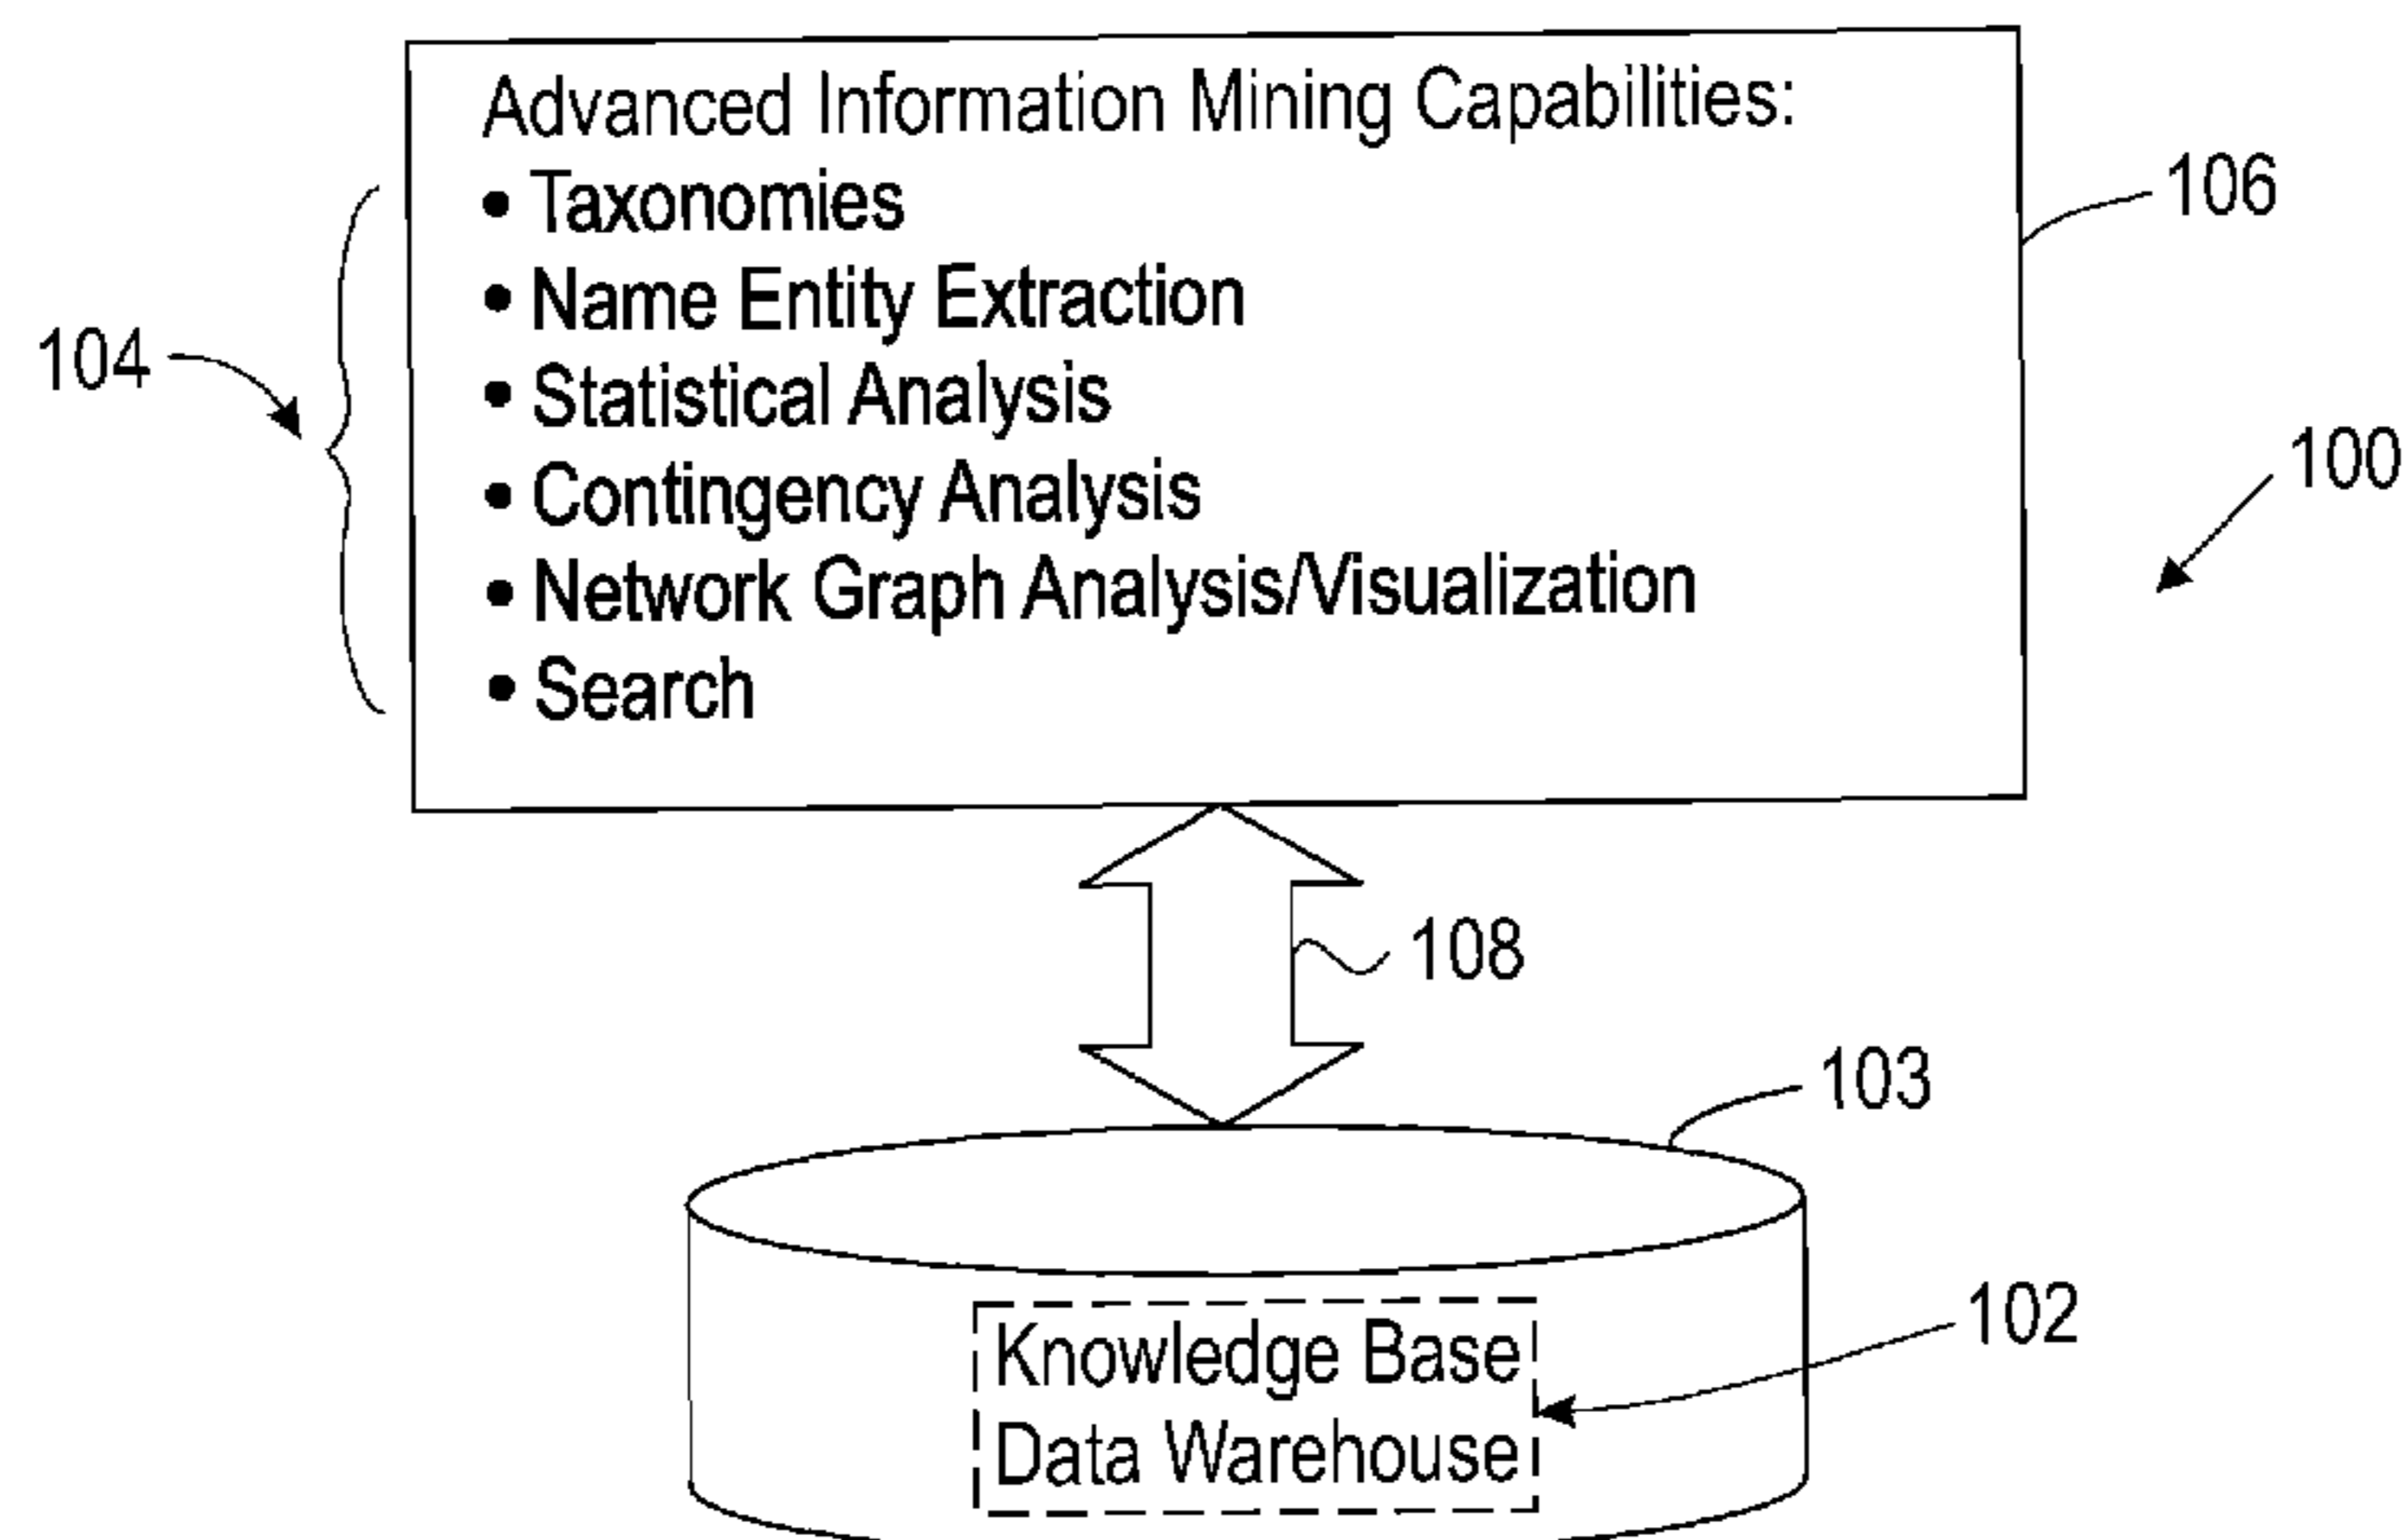 Advanced Information Mining Capabilities:
• Taxonomies
106
• Name Entity Extraction
104
• Statistical Analysis
100
• Contingency Analysis
• Network Graph Analysis/Visualization
• Search
108
103
102
Knowledge Base
Data Warehouse